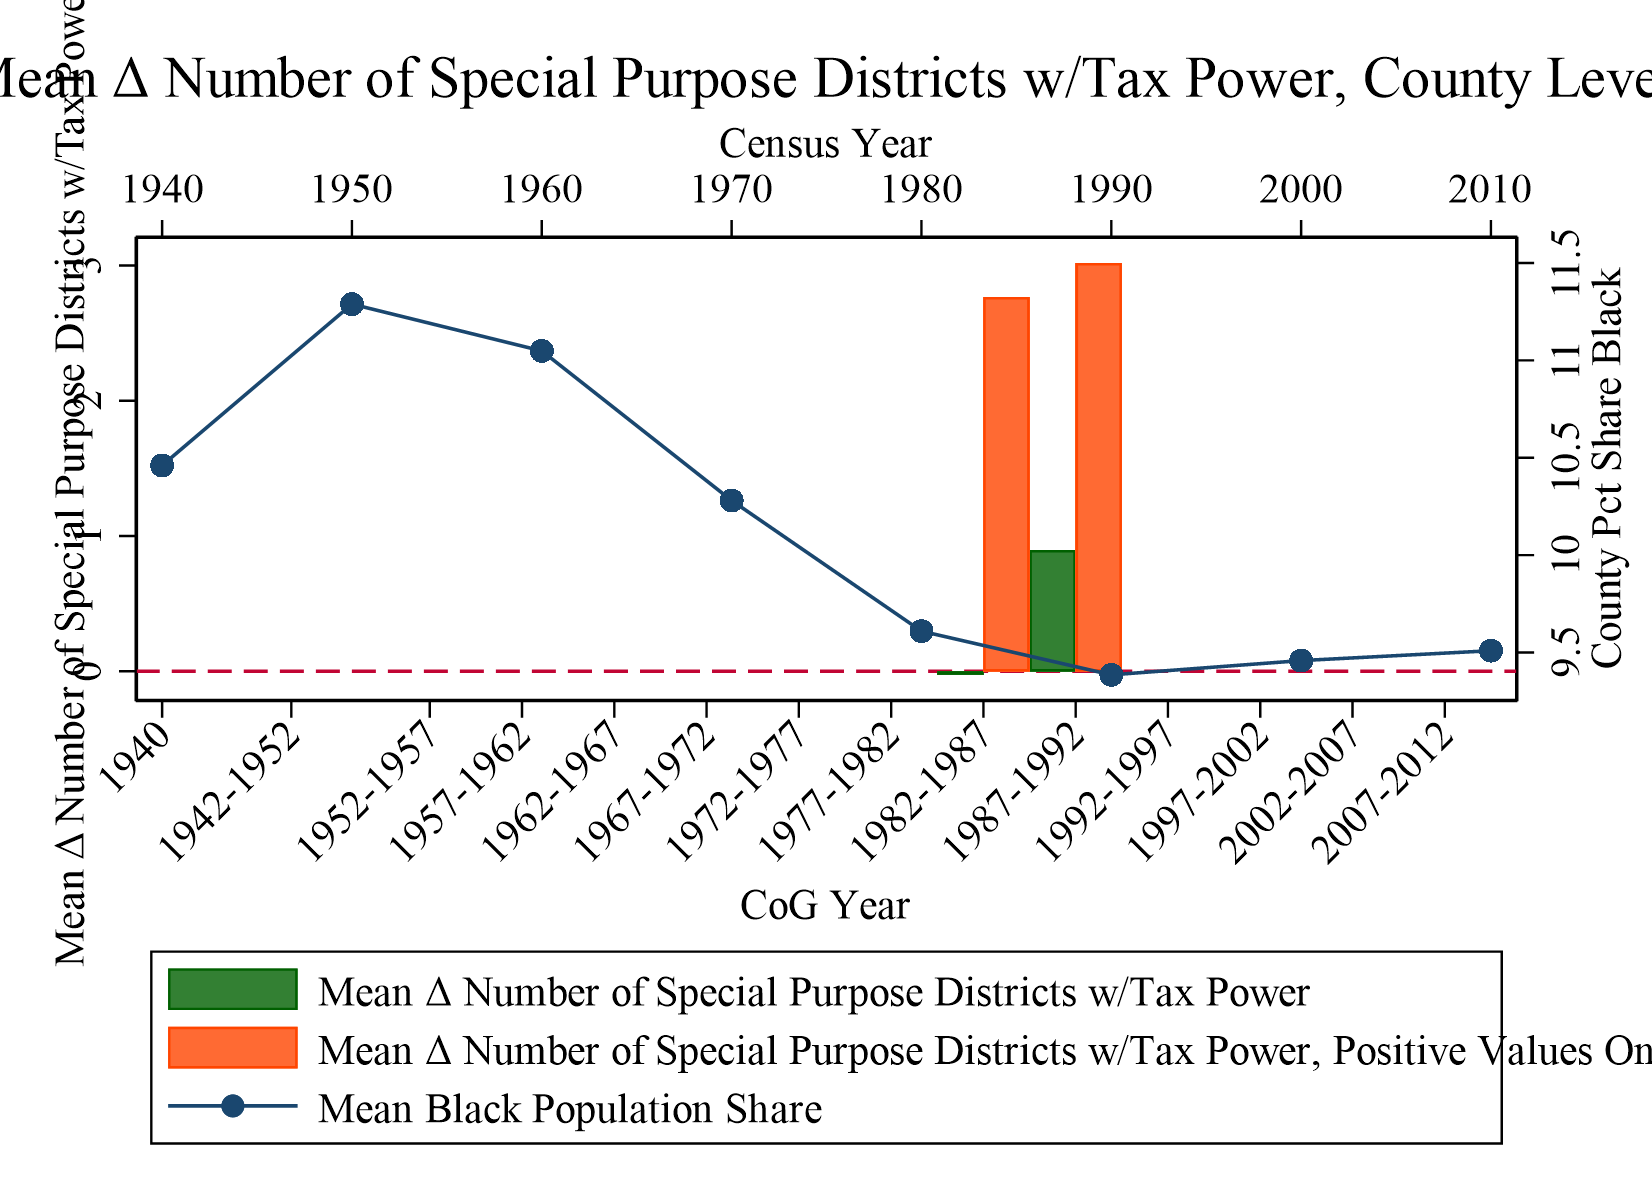 Mean Δ Number of Special Purpose Districts w/Tax Power, County Leve
Census Year
1940 1950 1960 1970 1980 1990 2000 2010
Mean Δ Number of Special Purpose Districts w/Tax Powe
3
2
1
0
11.5
11
10.5
10
9.5
County Pct Share Black
1940 1942-1952 1952-1957 1957-1962 1962-1967 1967-1972 1972-1977 1977-1982 1982-1987 1987-1992 1992-1997 1997-2002 2002-2007 2007-2012
CoG Year
Mean Δ Number of Special Purpose Districts w/Tax Power
Mean Δ Number of Special Purpose Districts w/Tax Power, Positive Values On
Mean Black Population Share